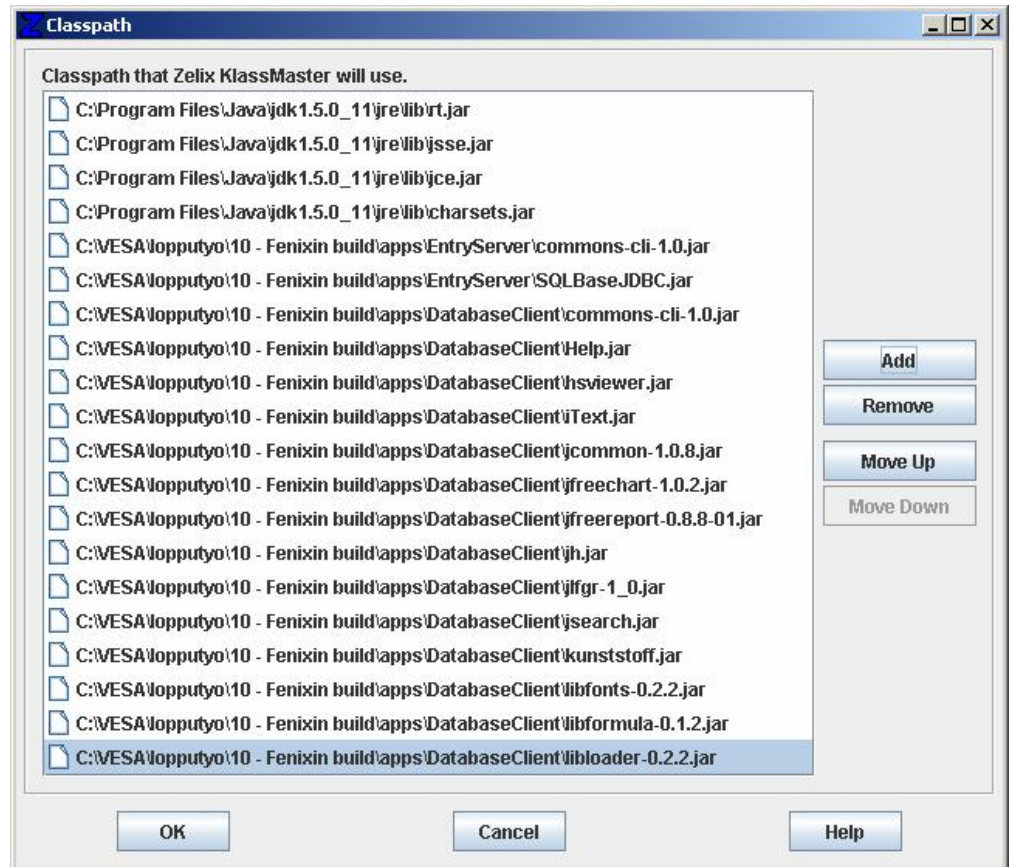 Classpath
Classpath that Zelix KlassMaster will use.
C:\Program Files\Java\jdk1.5.0_11\jre\lib\rt.jar
C:\Program Files\Java\jdk1.5.0_11\jre\lib\jsse.jar
C:\Program Files\Java\jdk1.5.0_11\jre\lib\jce.jar
C:\Program Files\Java\jdk1.5.0_11\jre\lib\charsets.jar
C:\VESA\lopputyo\10 - Fenixin build\apps\EntryServer\commons-cli-1.0.jar
C:\VESA\lopputyo\10 - Fenixin build\apps\EntryServer\SQLBaseJDBC.jar
C:\VESA\lopputyo\10 - Fenixin build\apps\DatabaseClient\commons-cli-1.0.jar
C:\VESA\lopputyo\10 - Fenixin build\apps\DatabaseClient\Help.jar
C:\VESA\lopputyo\10 - Fenixin build\apps\DatabaseClient\hsviewer.jar
C:\VESA\lopputyo\10 - Fenixin build\apps\DatabaseClient\iText.jar
C:\VESA\lopputyo\10 - Fenixin build\apps\DatabaseClient\jcommon-1.0.8.jar
C:\VESA\lopputyo\10 - Fenixin build\apps\DatabaseClient\jfreechart-1.0.2.jar
C:\VESA\lopputyo\10 - Fenixin build\apps\DatabaseClient\jfreereport-0.8.8-01.jar
C:\VESA\lopputyo\10 - Fenixin build\apps\DatabaseClient\jh.jar
C:\VESA\lopputyo\10 - Fenixin build\apps\DatabaseClient\jlfgr-1_0.jar
C:\VESA\lopputyo\10 - Fenixin build\apps\DatabaseClient\jsearch.jar
C:\VESA\lopputyo\10 - Fenixin build\apps\DatabaseClient\kunststoff.jar
C:\VESA\lopputyo\10 - Fenixin build\apps\DatabaseClient\libfonts-0.2.2.jar
C:\VESA\lopputyo\10 - Fenixin build\apps\DatabaseClient\libformula-0.1.2.jar
C:\VESA\lopputyo\10 - Fenixin build\apps\DatabaseClient\libloader-0.2.2.jar
Add
Remove
Move Up
Move Down
OK
Cancel
Help